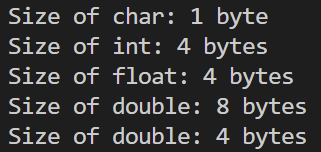 Size of char: 1 byte
Size of int: 4 bytes
Size of float: 4 bytes
Size of double: 8 bytes
Size of double: 4 bytes